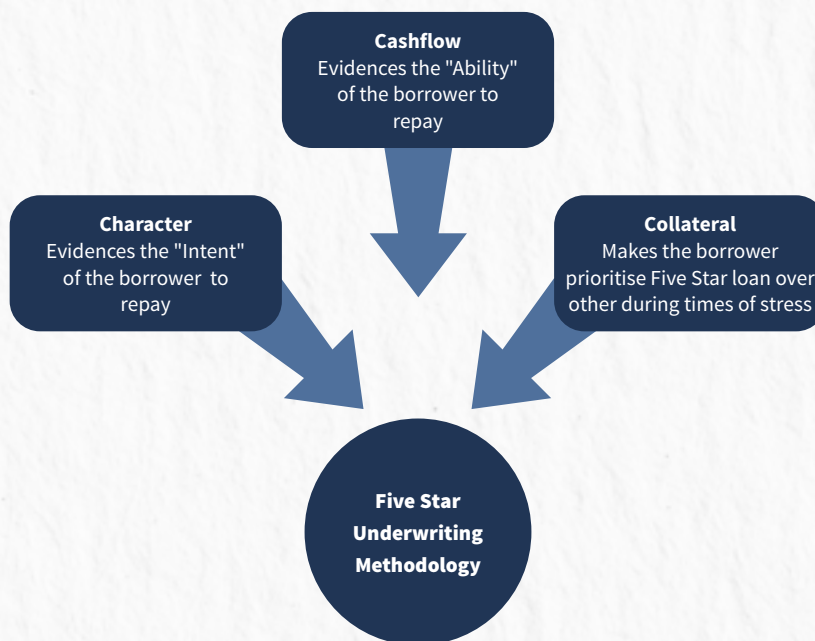 Cashflow
Evidences the "Ability"
of the borrower to
repay
Character
Evidences the "Intent"
of the borrower to
repay
Collateral
Makes the borrower
prioritise Five Star loan over
other during times of stress
Five Star
Underwriting
Methodology